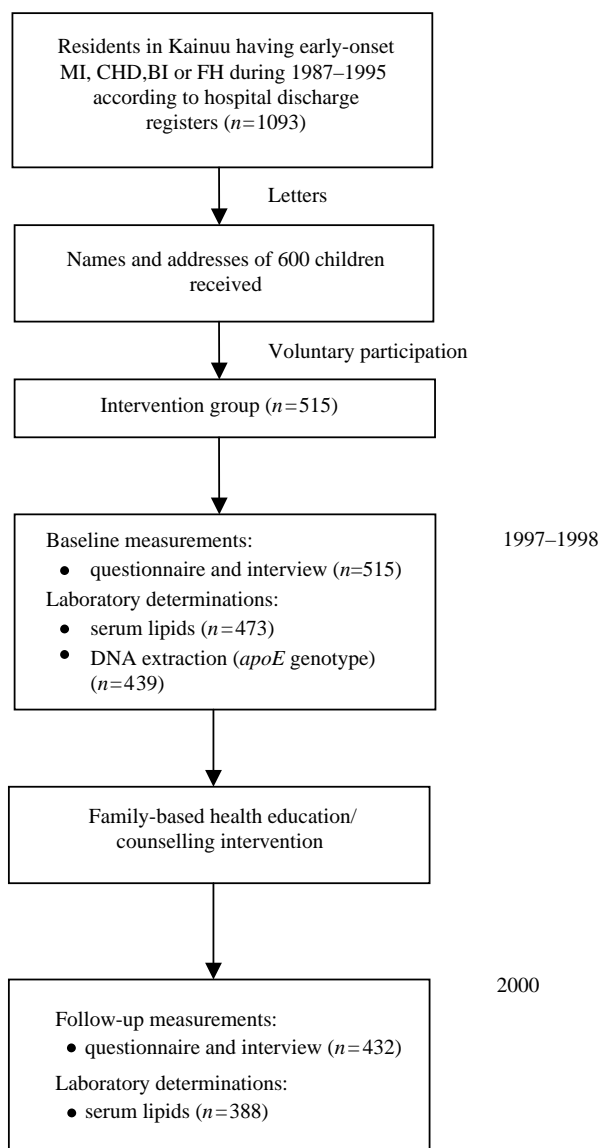 Residents in Kainuu having early-onset
MI, CHD,BI or FH during 1987–1995
according to hospital discharge
registers (n=1093)
Letters
Names and addresses of 600 children
received
Voluntary participation
Intervention group (n=515)
Baseline measurements:
● questionnaire and interview (n=515)
Laboratory determinations:
● serum lipids (n=473)
● DNA extraction (apoE genotype)
(n=439)
1997–1998
Family-based health education/
counselling intervention
2000
Follow-up measurements:
● questionnaire and interview (n=432)
Laboratory determinations:
● serum lipids (n=388)